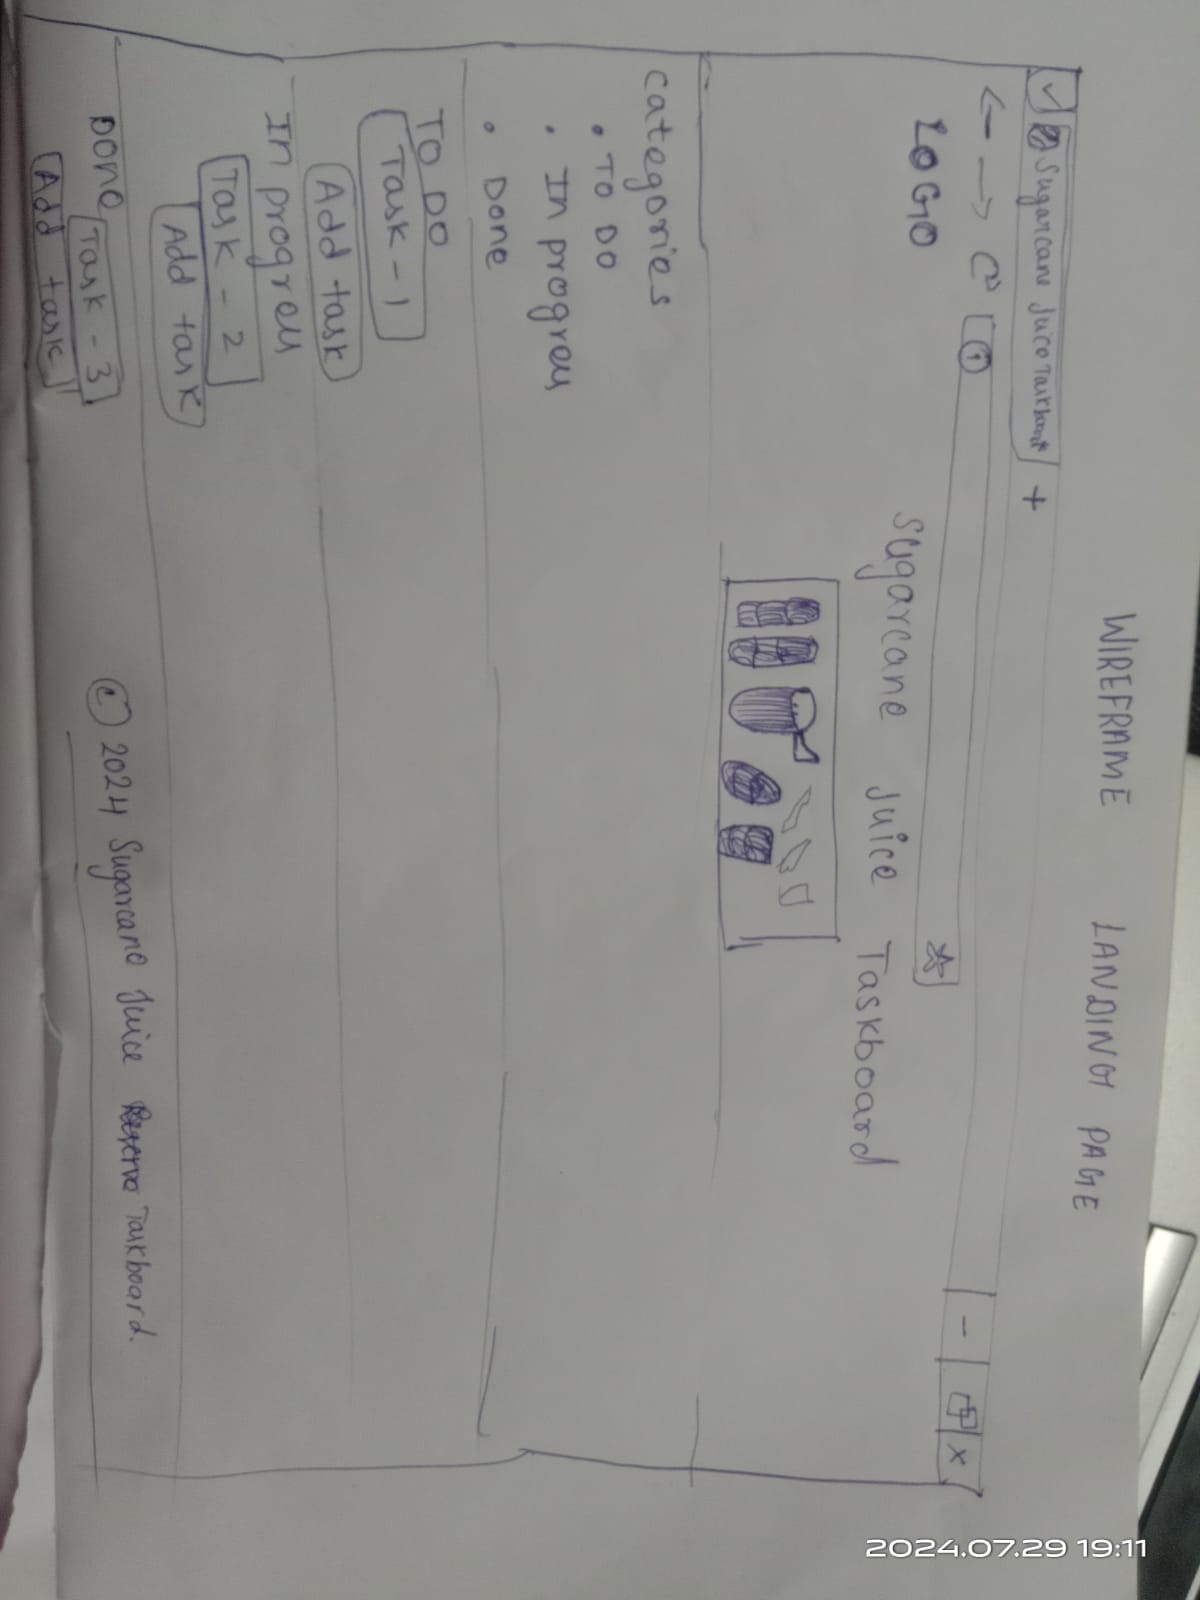 WIREFRAME LANDING PAGE
Sugarcane Juice Taskboard +
- x
LOGO
Sugarcane Juice Taskboard
Categories
• To Do
• In progress
• Done
To Do
Task - 1
Add task
In progress
Task - 2
Add task
Done
Task - 3
Add task
© 2024 Sugarcane Juice Taskboard.
2024.07.29 19:11